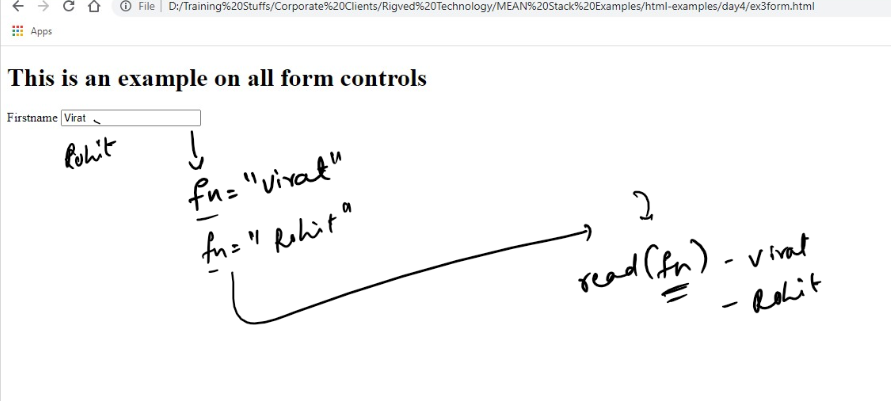 File | D:/Training%20Stuffs/Corporate%20Clients/Rigved%20Technology/MEAN%20Stack%20Examples/html-examples/day4/ex3form.html
Apps
This is an example on all form controls
Firstname Virat
Rohit
fn = "virat"
fn = "Rohit"
read(fn) - virat
- Rohit